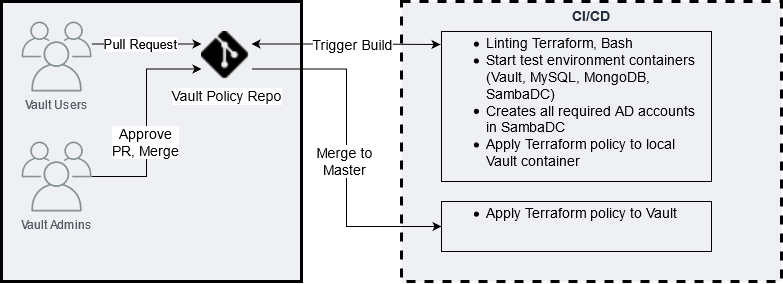 CI/CD
Pull Request
Trigger Build
Vault Users
Vault Policy Repo
Approve
PR, Merge
Vault Admins
Merge to
Master
Linting Terraform, Bash
Start test environment containers
(Vault, MySQL, MongoDB,
SambaDC)
Creates all required AD accounts
in SambaDC
Apply Terraform policy to local
Vault container
Apply Terraform policy to Vault